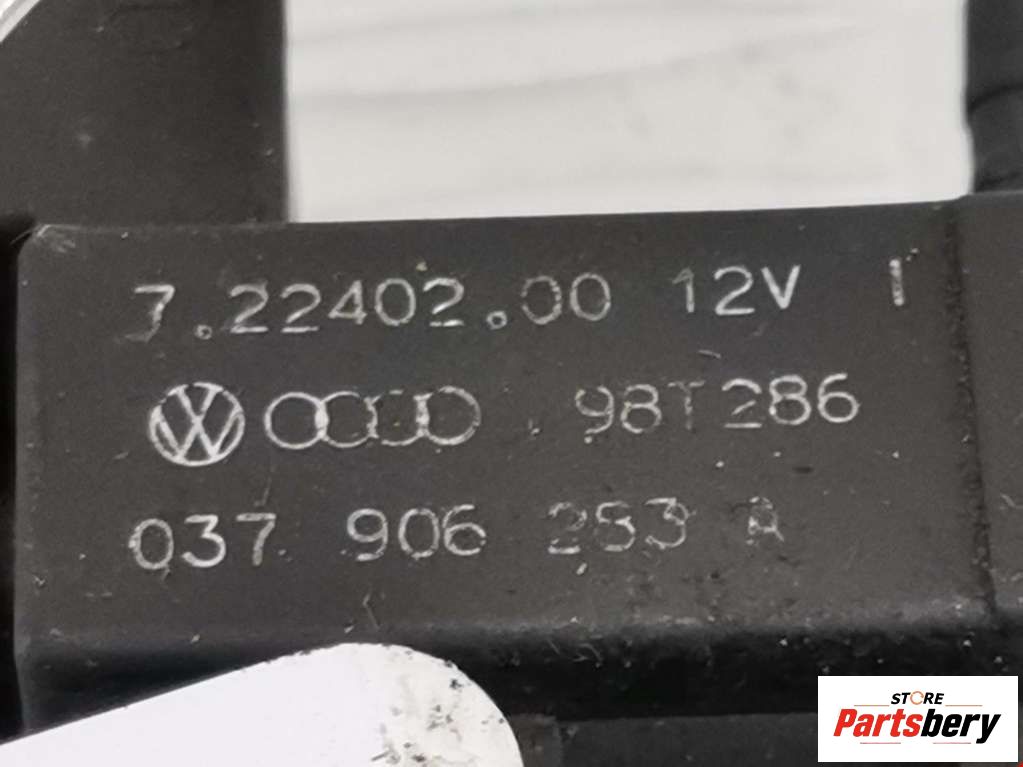 7.22402.00 12V I
98T286
037 906 283 A
STORE
Partsbery